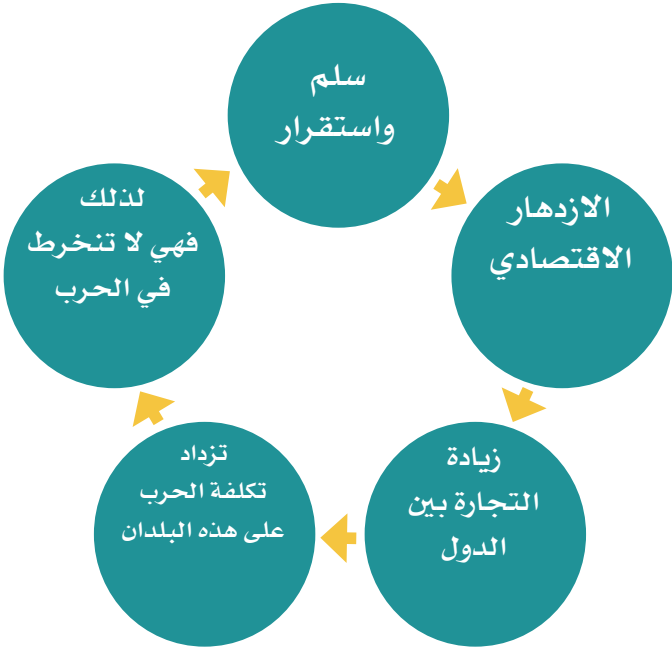 سلم
واستقرار
الازدهار
الاقتصادي
زيادة
التجارة بين
الدول
تزداد
تكلفة الحرب
على هذه البلدان
لذلك
فهي لا تنخرط
في الحرب